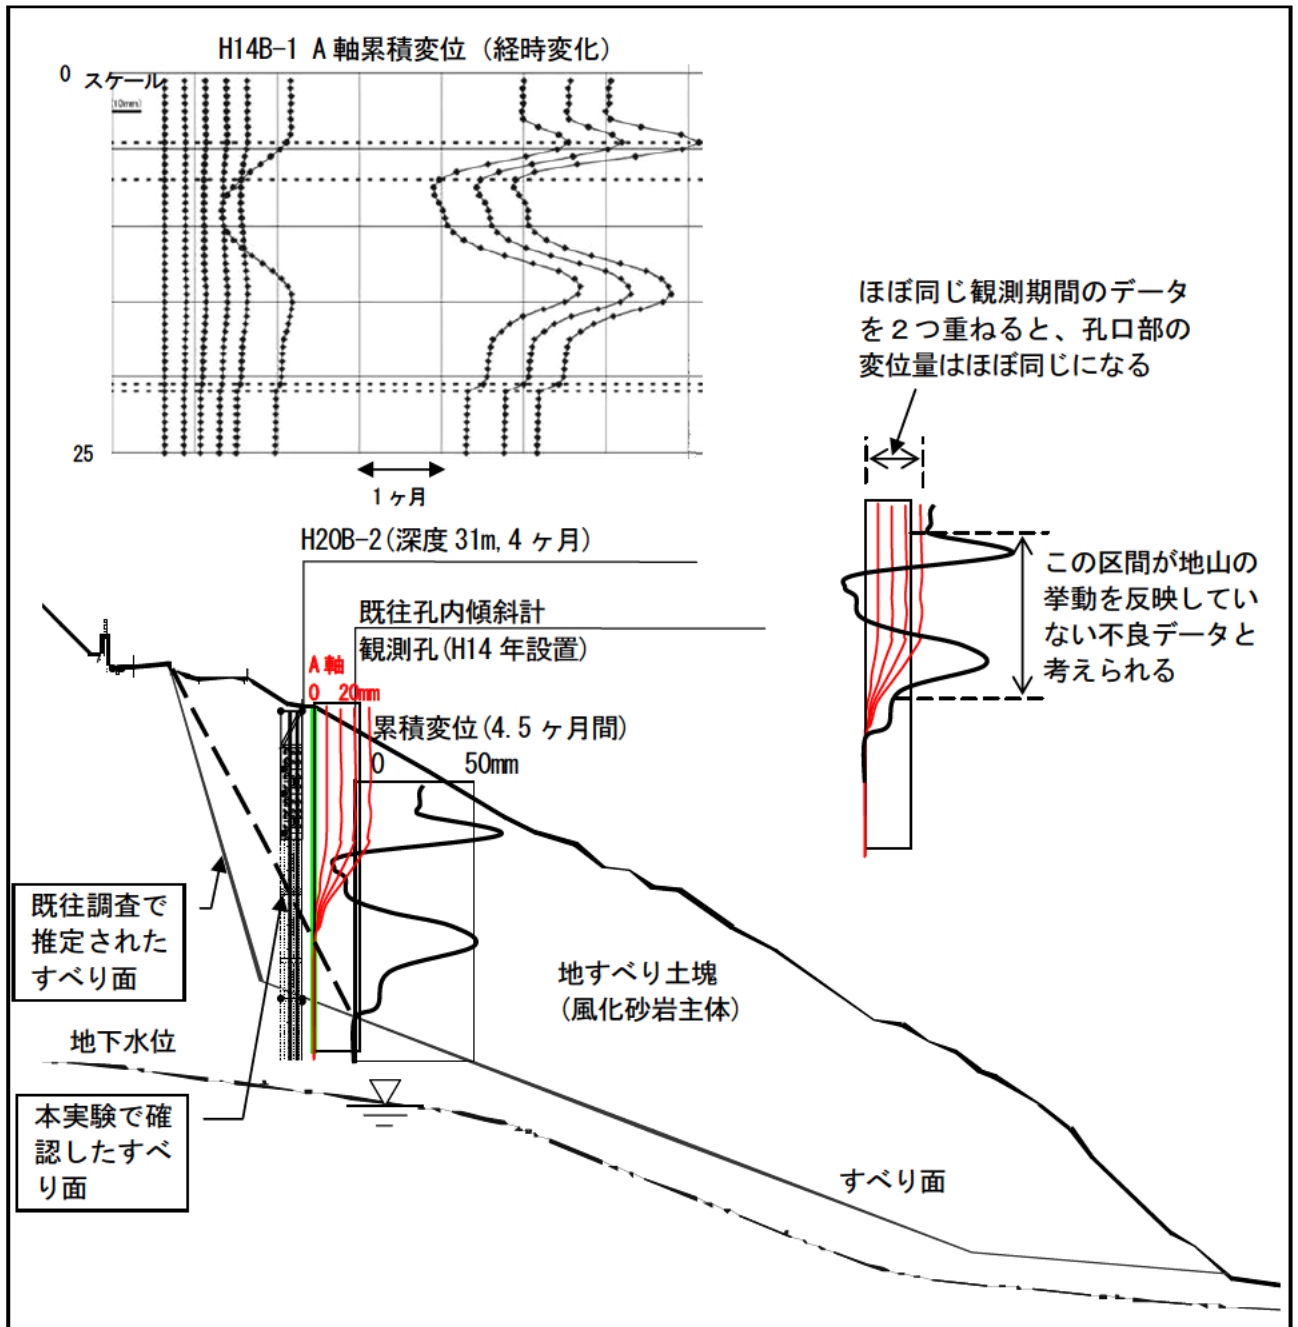 H14B-1 A 軸累積変位（経時変化）
0
スケール
(10mm)
25
1 ヶ月
ほぼ同じ観測期間のデータ
を２つ重ねると、孔口部の
変位量はほぼ同じになる
この区間が地山の
挙動を反映してい
ない不良データと
考えられる
H20B-2(深度 31m, 4 ヶ月)
既往孔内傾斜計
観測孔(H14 年設置)
A 軸
0 20mm
累積変位(4.5 ヶ月間)
0 50mm
既往調査で
推定された
すべり面
地下水位
本実験で確
認したすべ
り面
地すべり土塊
(風化砂岩主体)
すべり面